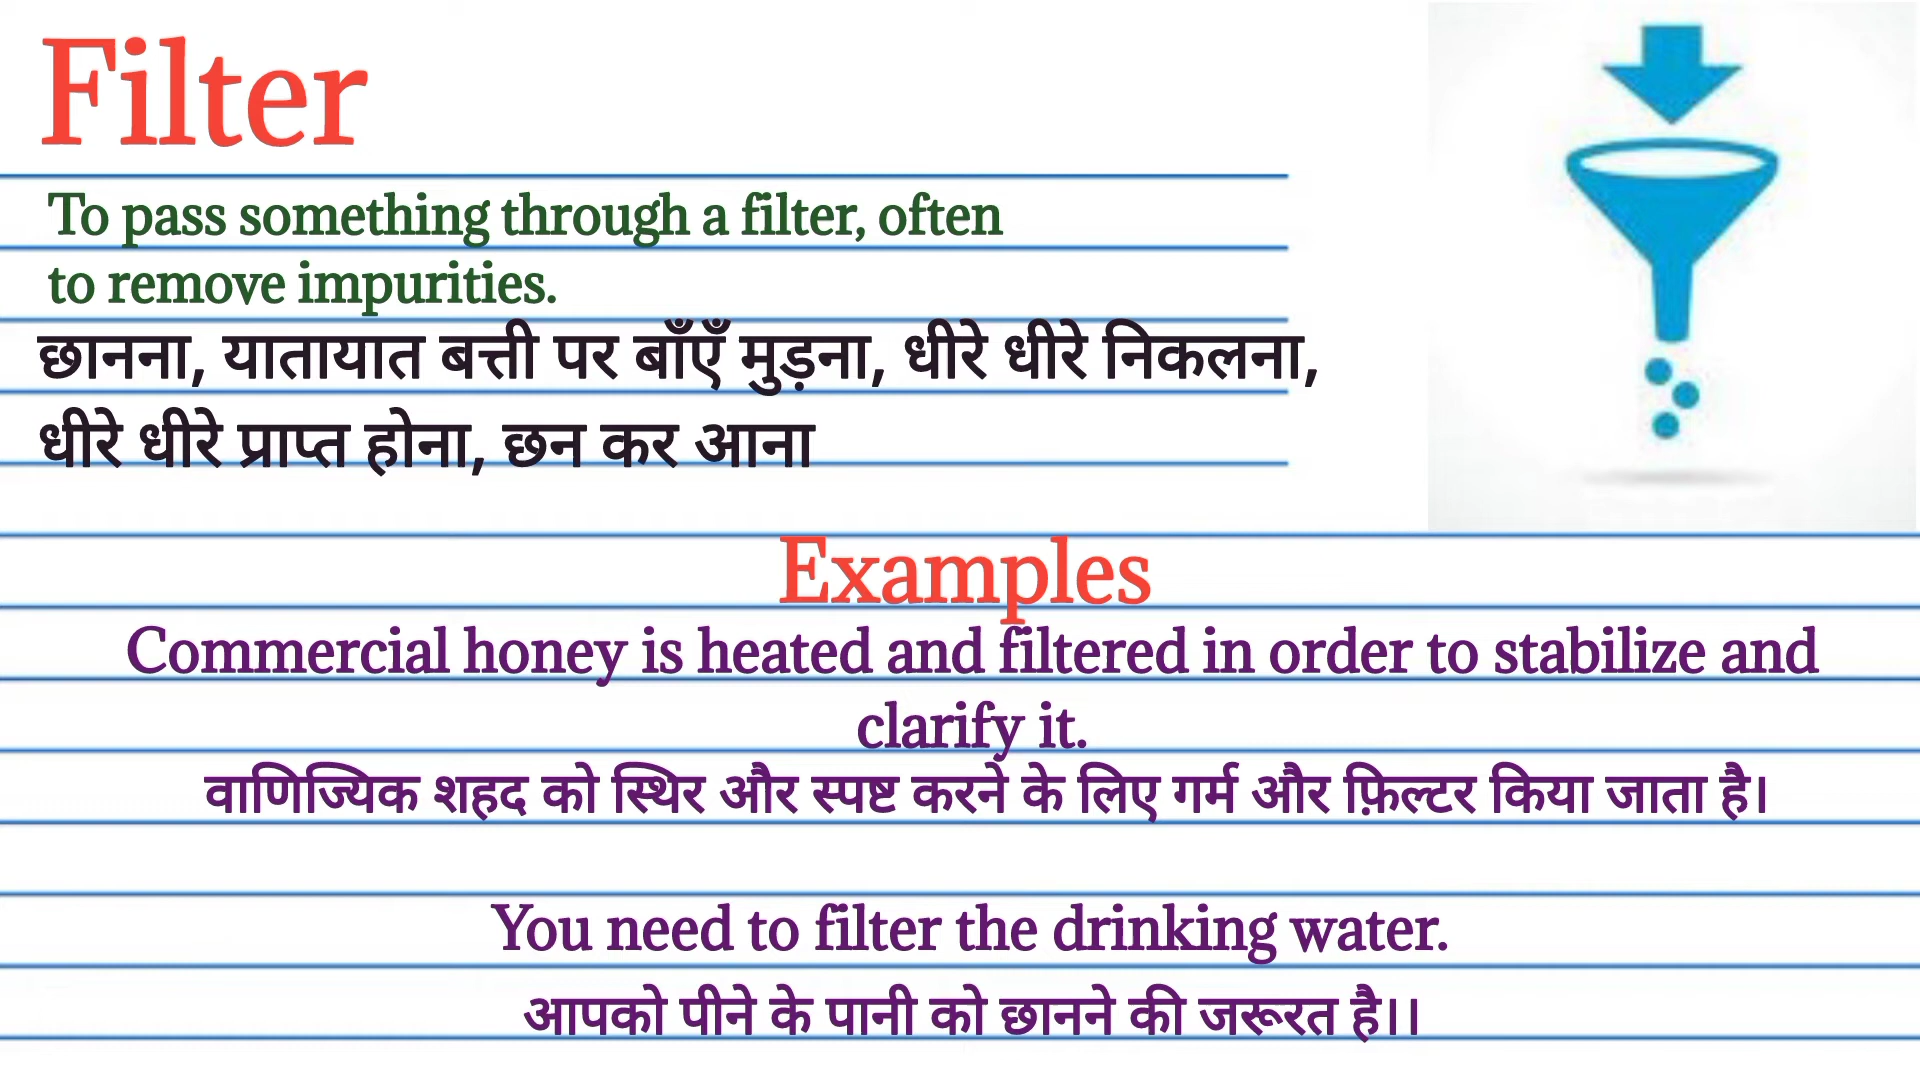 Filter
To pass something through a filter, often
to remove impurities.
छानना, यातायात बत्ती पर बाँएँ मुड़ना, धीरे धीरे निकलना,
धीरे धीरे प्राप्त होना, छन कर आना
Examples
Commercial honey is heated and filtered in order to stabilize and
clarify it.
वाणिज्यिक शहद को स्थिर और स्पष्ट करने के लिए गर्म और फ़िल्टर किया जाता है।
You need to filter the drinking water.
आपको पीने के पानी को छानने की जरूरत है।।